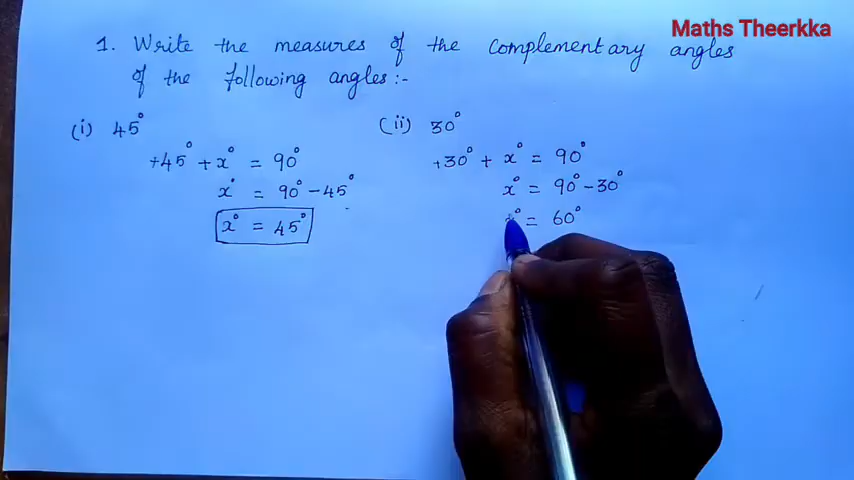 Maths Theerkka
1. Write the measures of the complementary angles
of the following angles:-
(i) 45°
+45° + x° = 90°
x° = 90° - 45°
x° = 45°
(ii) 30°
+30° + x° = 90°
x° = 90° - 30°
x° = 60°